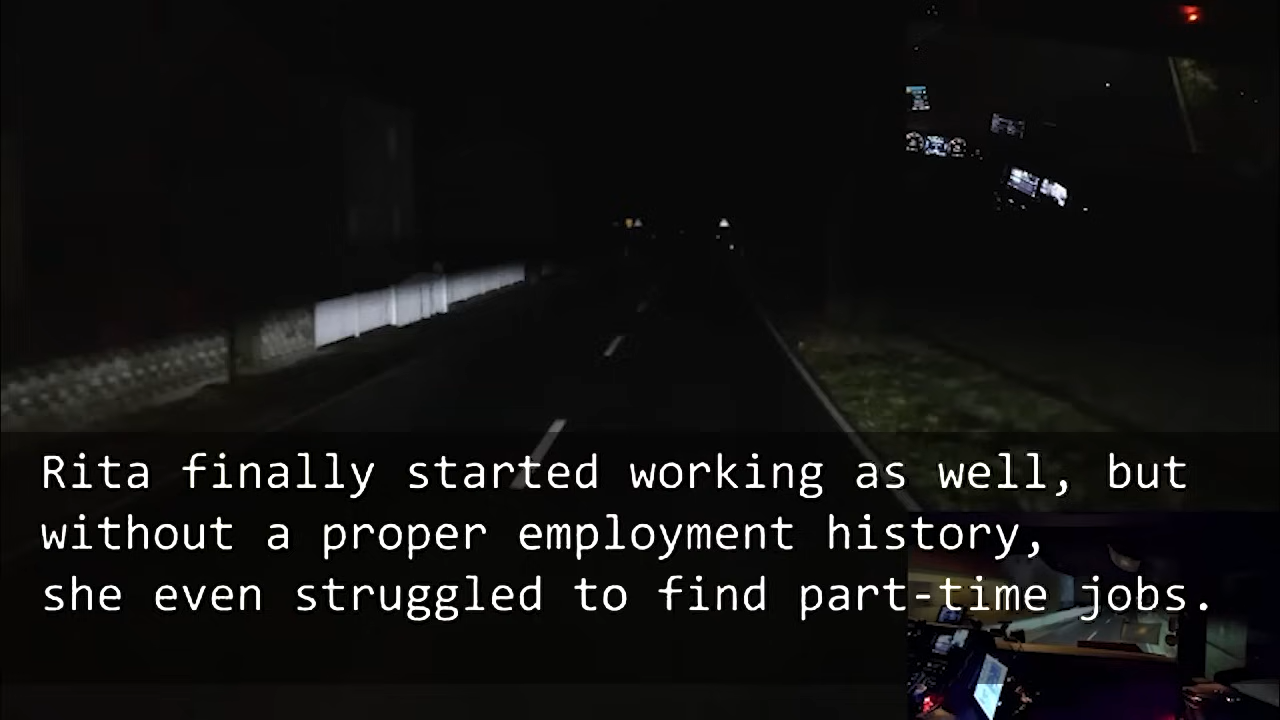 Rita finally started working as well, but
without a proper employment history,
she even struggled to find part-time jobs.